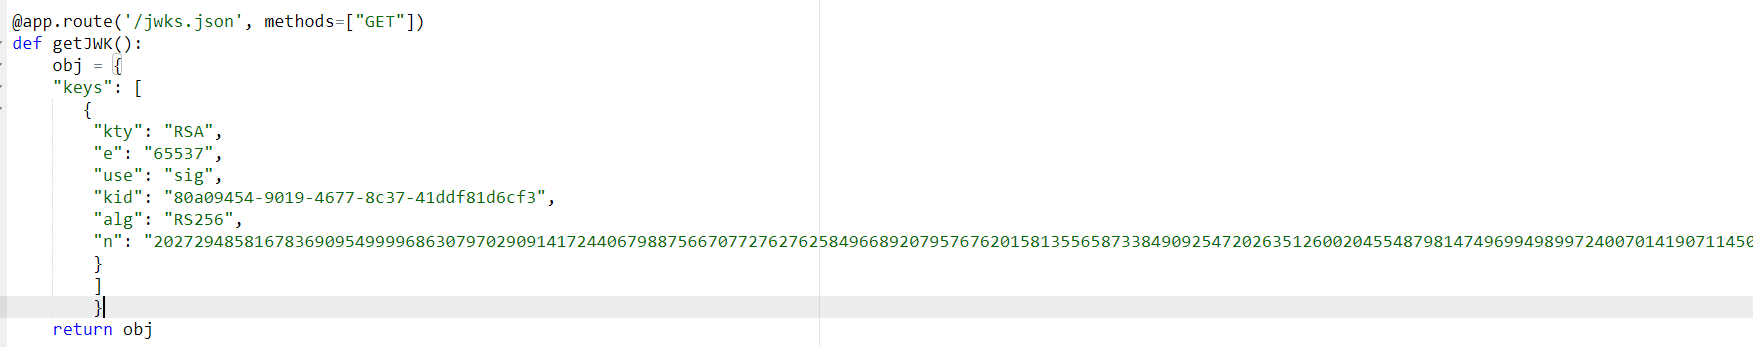 @app.route('/jwks.json', methods=["GET"])
def getJWK():
    obj = {
    "keys": [
       {
        "kty": "RSA",
        "e": "65537",
        "use": "sig",
        "kid": "80a09454-9019-4677-8c37-41ddf81d6cf3",
        "alg": "RS256",
        "n": "20272948581678369095499996863079702909141724406798875667077276276258496689207957676201581355658733849092547202635126002045548798147496994989972400701419071145­0
        }
        ]
        }
    return obj